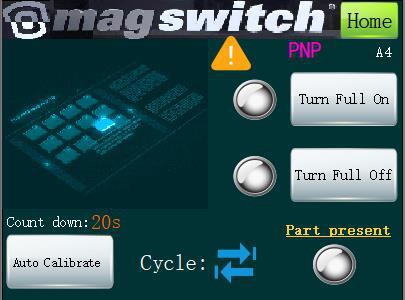 magswitch®
Home
PNP
A4
Turn Full On
Turn Full Off
Count down:20s
Part present
Auto Calibrate
Cycle: